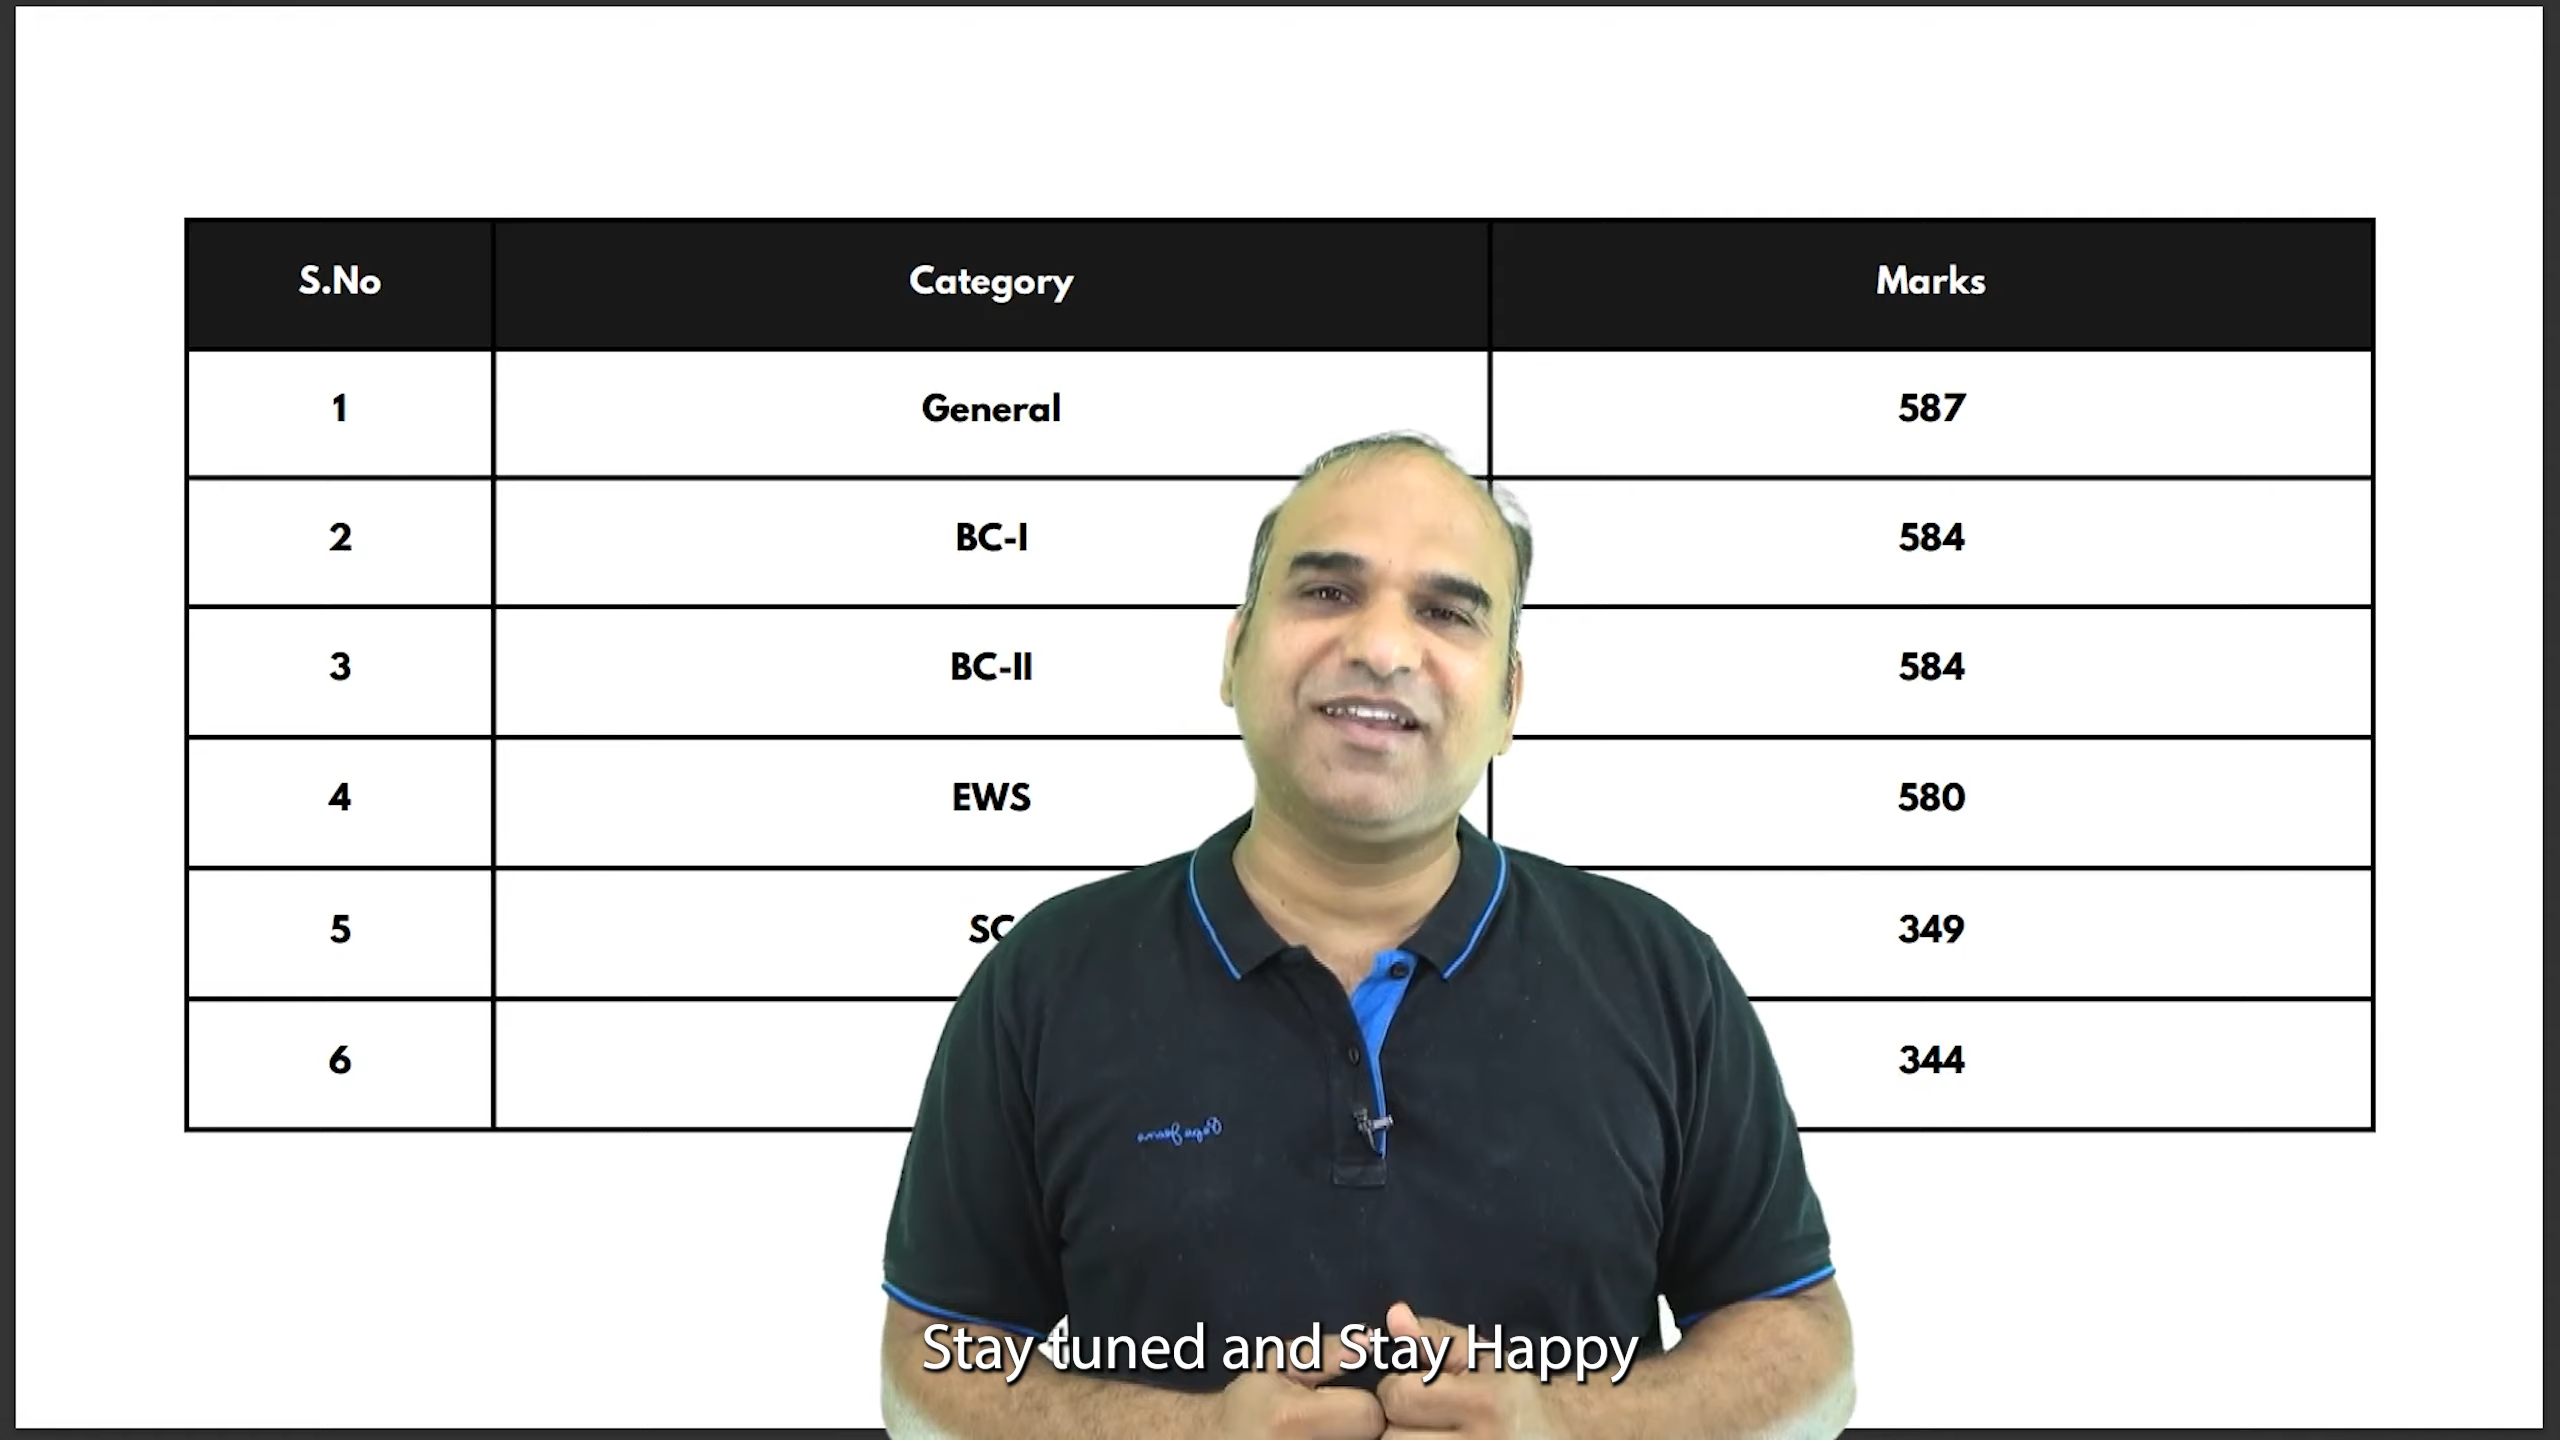 S.No Category Marks
1 General 587
2 BC-I 584
3 BC-II 584
4 EWS 580
5 SC 349
6 344
Stay tuned and Stay Happy